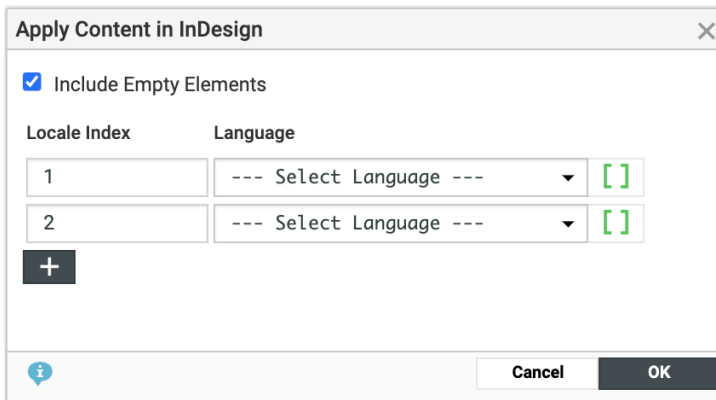 Apply Content in InDesign
Include Empty Elements
Locale Index Language
1 --- Select Language --- []
2 --- Select Language --- []
+
Cancel OK